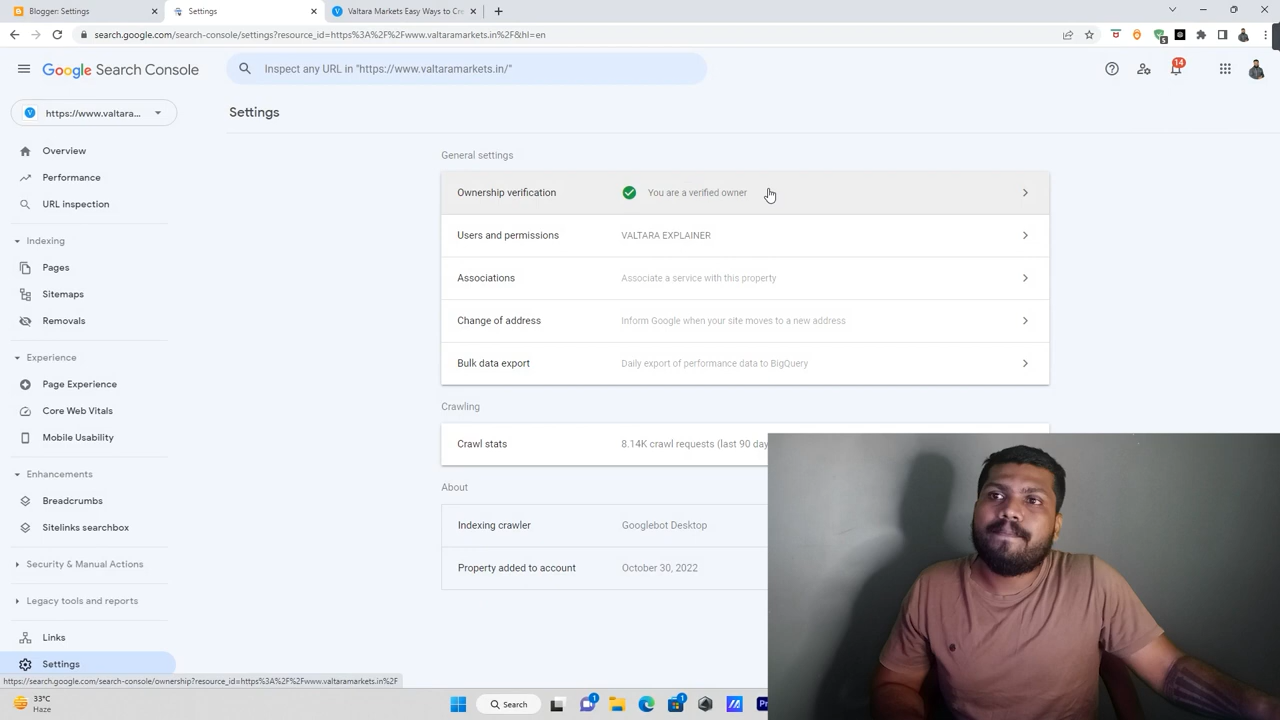 Blogger: Settings
Settings
Valtara Markets Easy Ways to Cre
search.google.com/search-console/settings?resource_id=https%3A%2F%2Fwww.valtaramarkets.in%2F&hl=en
5
Google Search Console
Inspect any URL in "https://www.valtaramarkets.in/"
14
https://www.valtara...
Settings
Overview
Performance
URL inspection
Indexing
Pages
Sitemaps
Removals
Experience
Page Experience
Core Web Vitals
Mobile Usability
Enhancements
Breadcrumbs
Sitelinks searchbox
Security & Manual Actions
Legacy tools and reports
Links
Settings
General settings
Ownership verification You are a verified owner
Users and permissions VALTARA EXPLAINER
Associations Associate a service with this property
Change of address Inform Google when your site moves to a new address
Bulk data export Daily export of performance data to BigQuery
Crawling
Crawl stats 8.14K crawl requests (last 90 day
About
Indexing crawler Googlebot Desktop
Property added to account October 30, 2022
https://search.google.com/search-console/ownership?resource_id=https%3A%2F%2Fwww.valtaramarkets.in%2F
33°C
Haze
Search
1
1
Pr